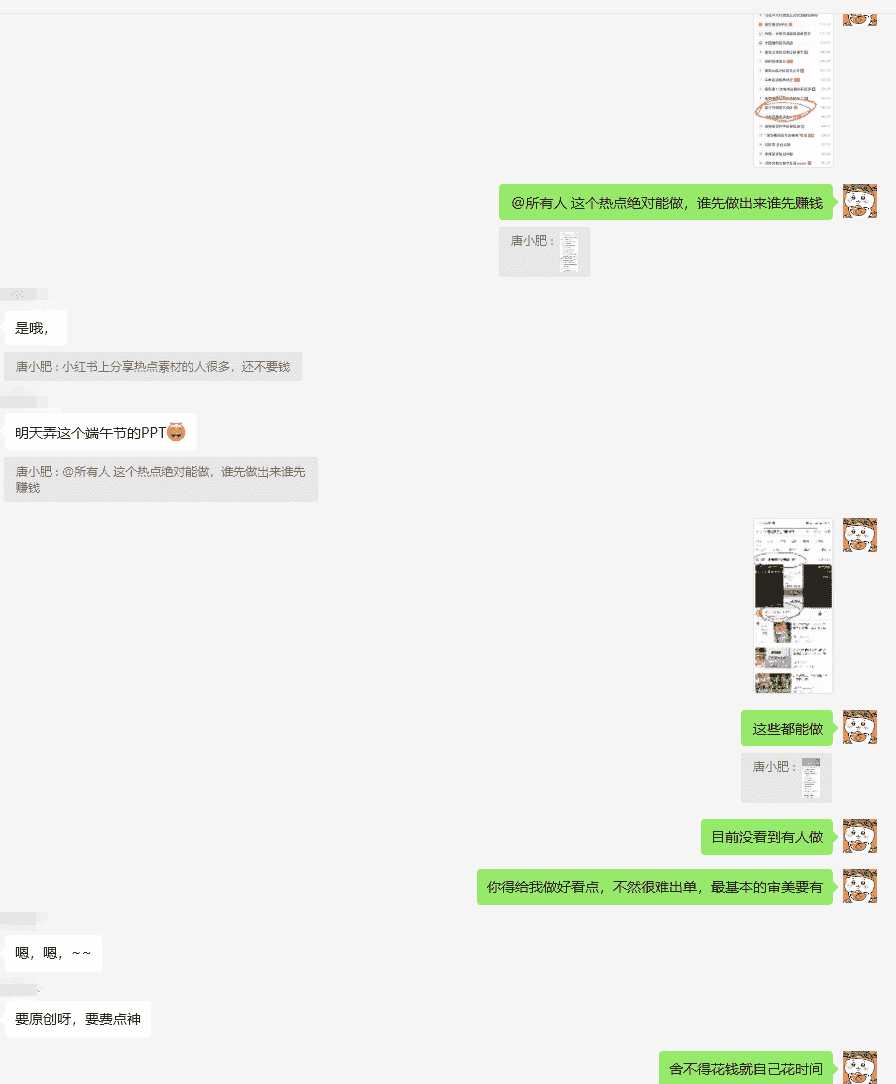 @所有人 这个热点绝对能做，谁先做出来谁先赚钱
唐小肥：
是哦，
唐小肥：小红书上分享热点素材的人很多，还不要钱
明天弄这个端午节的PPT
唐小肥：@所有人 这个热点绝对能做，谁先做出来谁先
赚钱
这些都能做
唐小肥：
目前没看到有人做
你得给我做好看点，不然很难出单，最基本的审美要有
嗯，嗯，~~
要原创呀，要费点神
舍不得花钱就自己花时间